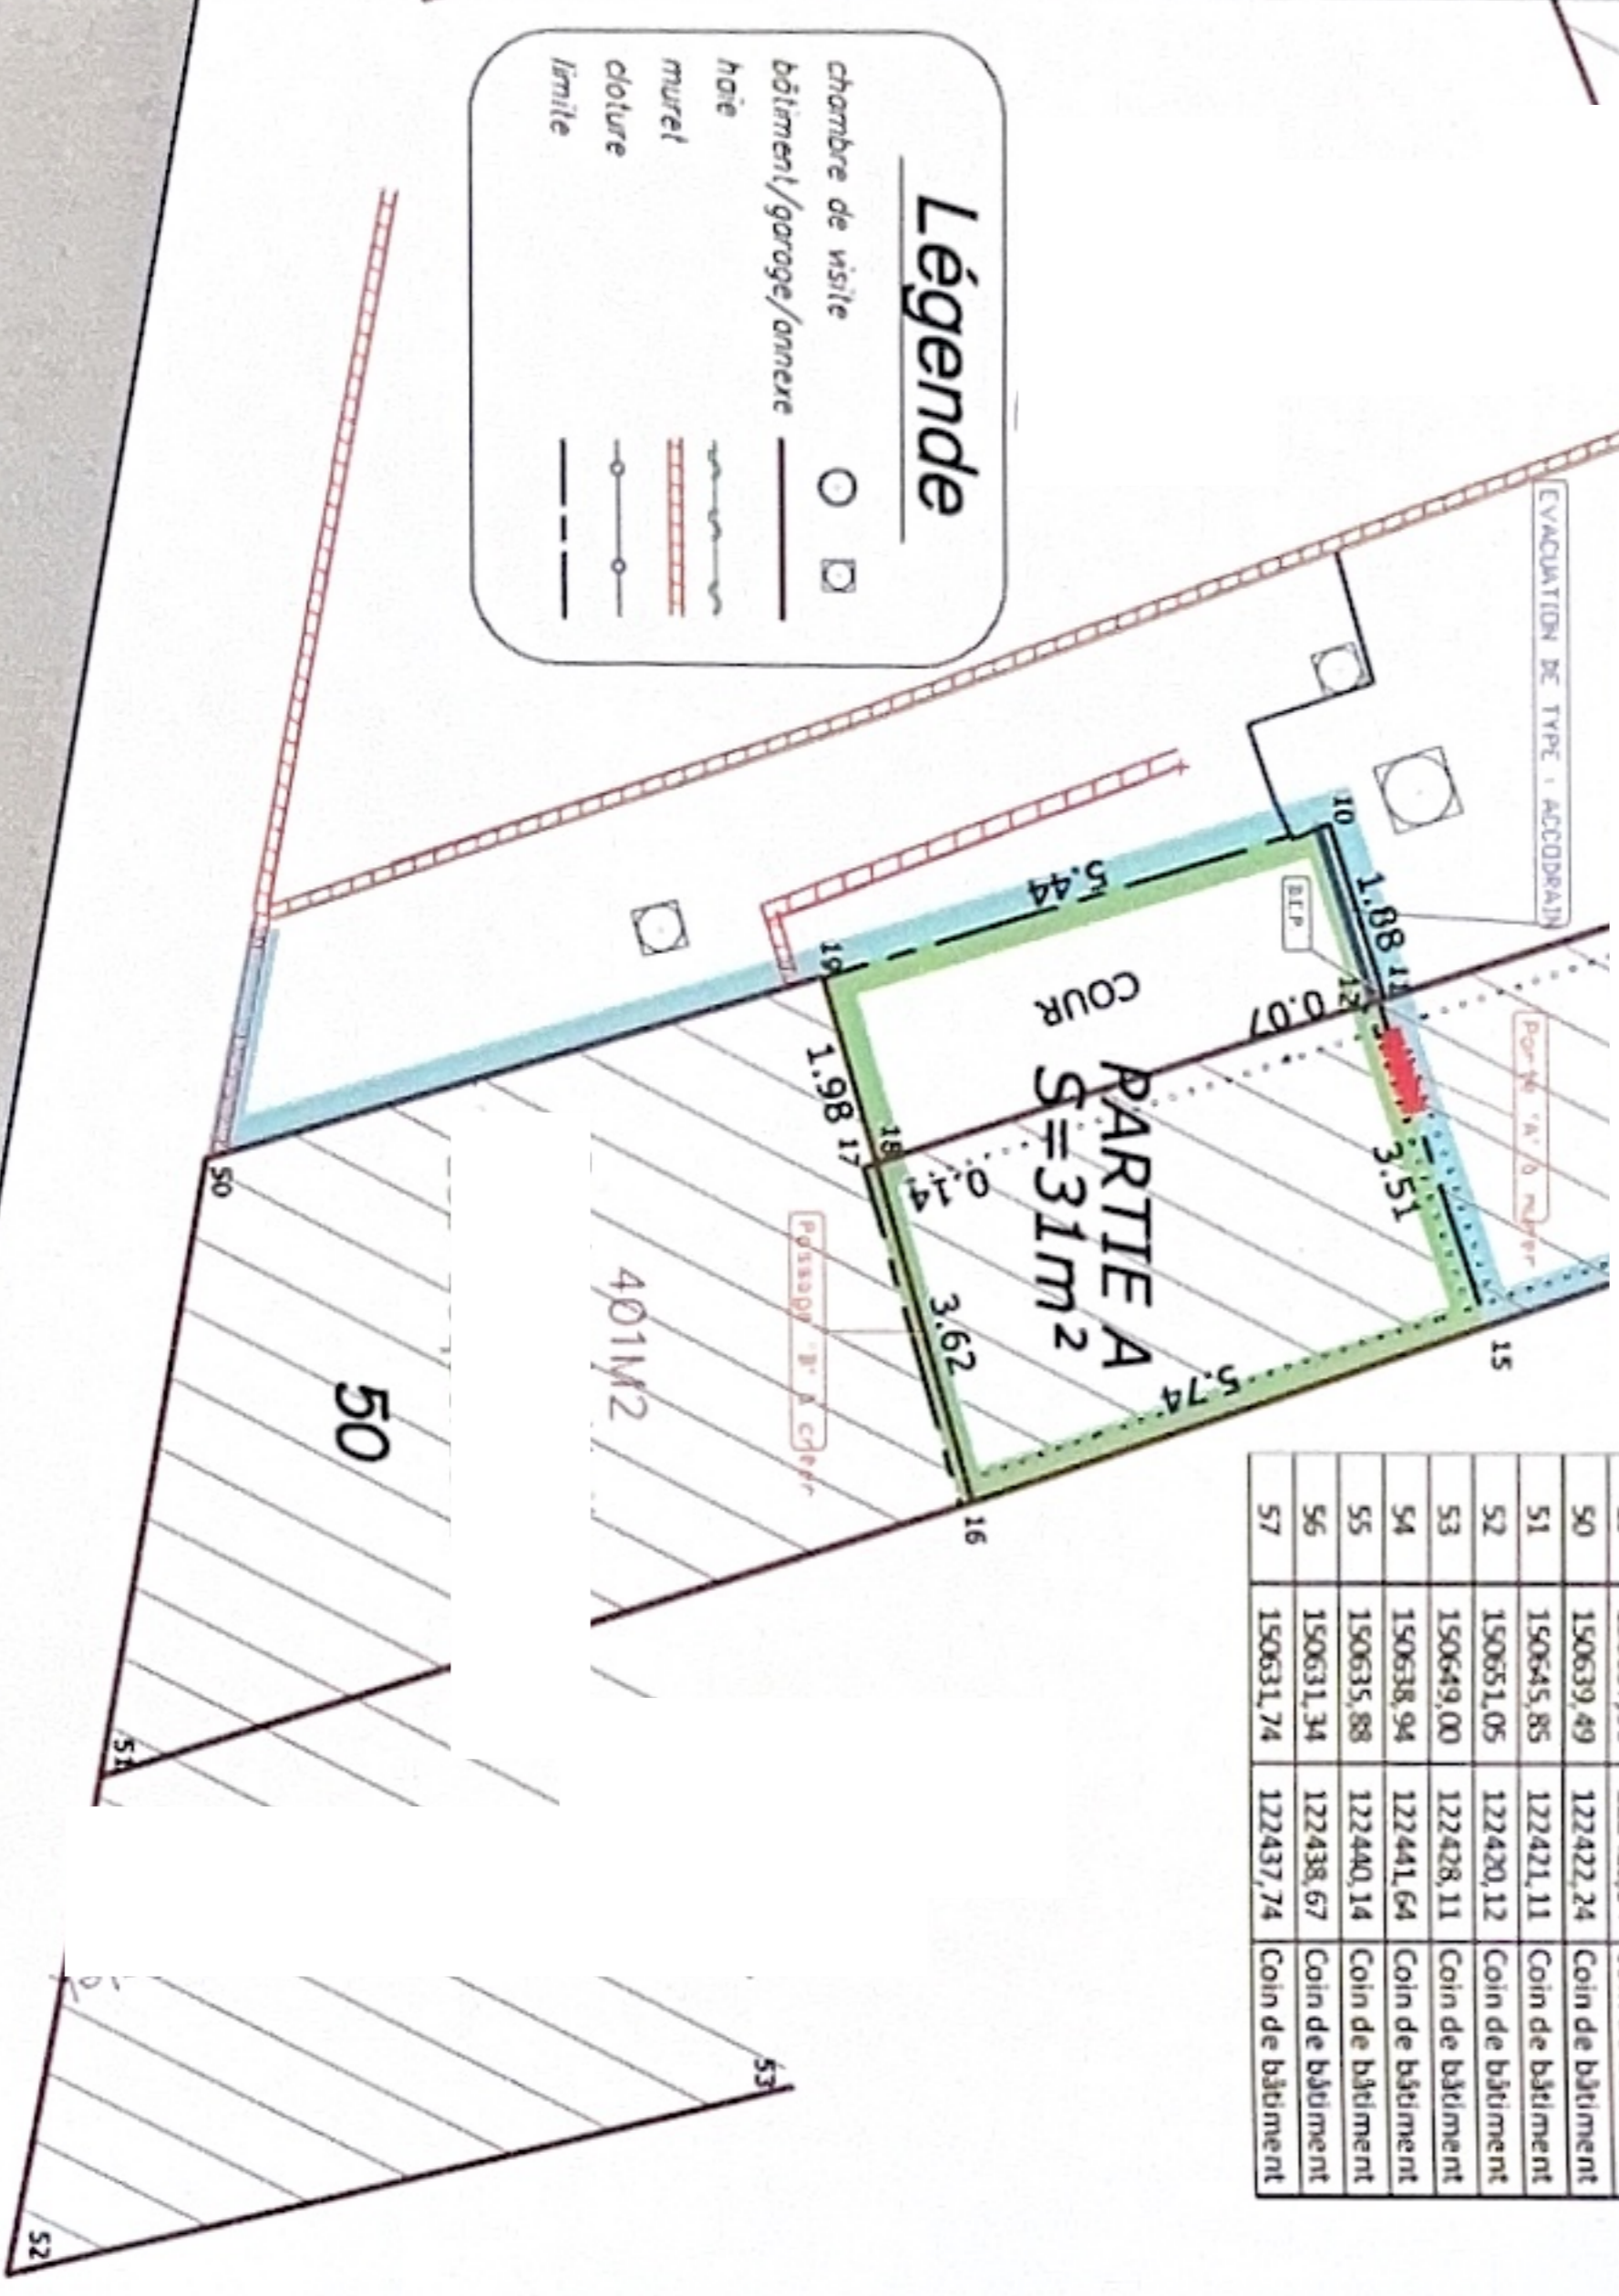 Légende
chambre de visite
bâtiment/garage/annexe
haie
muret
cloture
limite
EVACUATION DE TYPE : ACCODRAIN
10
1.88
11
12
0.07
5.44
COUR
PARTIE A
S=31m²
Porte "A" à murer
3.51
15
5.74
19
1.98
18
17
0.14
3.62
16
Passage "B" à créer
401M2
50
50
51
52
53
50 150639,49 122422,24 Coin de bâtiment
51 150645,85 122421,11 Coin de bâtiment
52 150651,05 122420,12 Coin de bâtiment
53 150649,00 122428,11 Coin de bâtiment
54 150638,94 122441,64 Coin de bâtiment
55 150635,88 122440,14 Coin de bâtiment
56 150631,34 122438,67 Coin de bâtiment
57 150631,74 122437,74 Coin de bâtiment